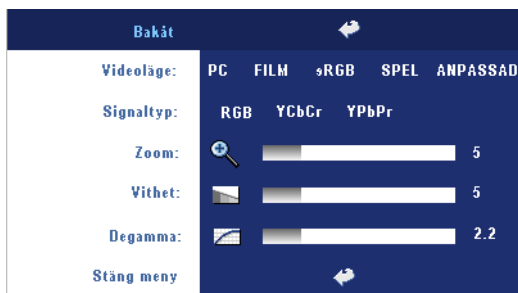 Bakåt
Videoläge: PC FILM sRGB SPEL ANPASSAD
Signaltyp: RGB YCbCr YPbPr
Zoom: 5
Vithet: 5
Degamma: 2.2
Stäng meny